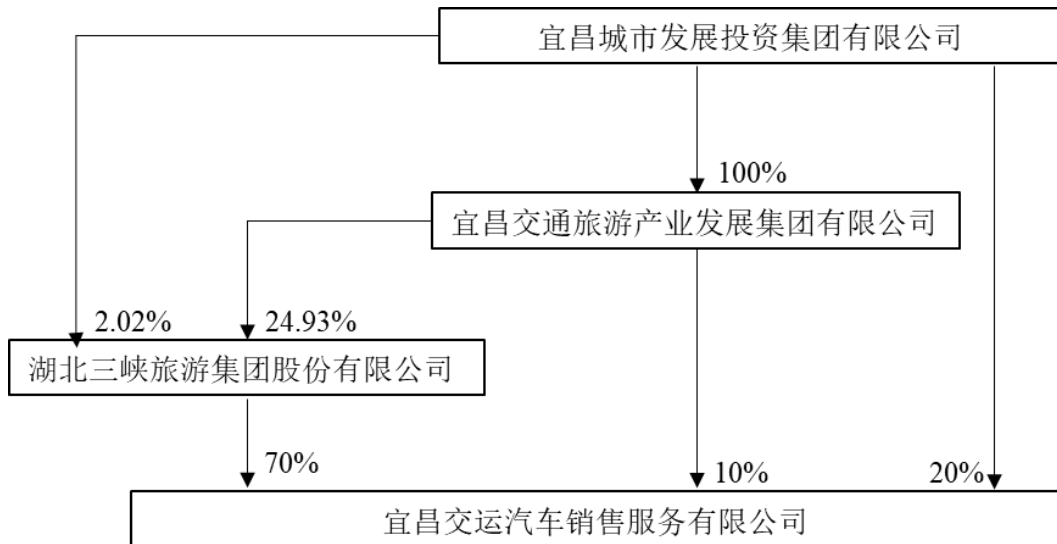 宜昌城市发展投资集团有限公司
100%
宜昌交通旅游产业发展集团有限公司
2.02%
24.93%
湖北三峡旅游集团股份有限公司
70%
10%
20%
宜昌交运汽车销售服务有限公司